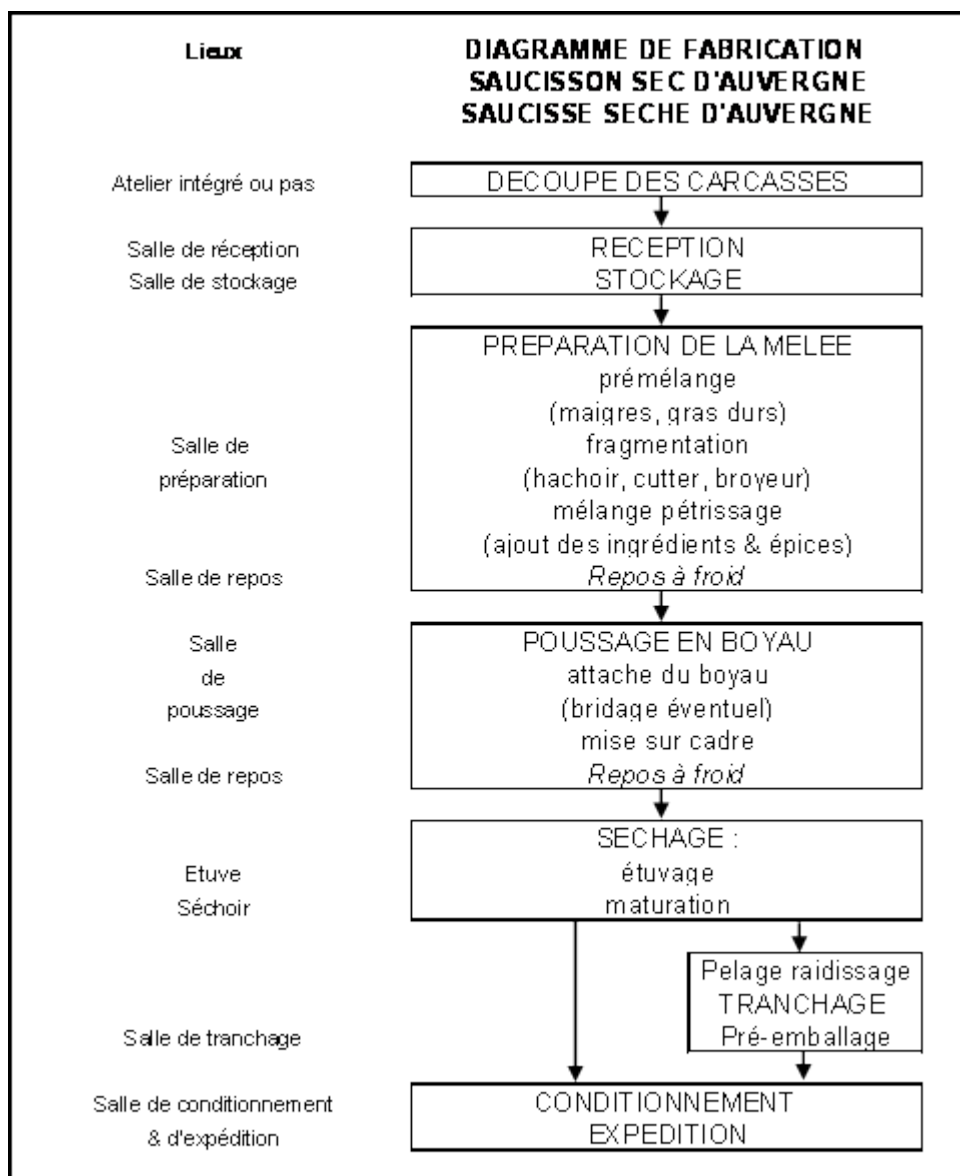 Lieux
DIAGRAMME DE FABRICATION
SAUCISSON SEC D'AUVERGNE
SAUCISSE SECHE D'AUVERGNE
Atelier intégré ou pas
DECOUPE DES CARCASSES
Salle de réception
RECEPTION
Salle de stockage
STOCKAGE
PREPARATION DE LA MELEE
prémélange
(maigres, gras durs)
Salle de
fragmentation
préparation
(hachoir, cutter, broyeur)
mélange pétrissage
(ajout des ingrédients & épices)
Salle de repos
Repos à froid
Salle
POUSSAGE EN BOYAU
de
attache du boyau
poussage
(bridage éventuel)
mise sur cadre
Salle de repos
Repos à froid
SECHAGE :
Etuve
étuvage
Séchoir
maturation
Pelage raidissage
TRANCHAGE
Salle de tranchage
Pré-emballage
Salle de conditionnement
CONDITIONNEMENT
& d'expédition
EXPEDITION